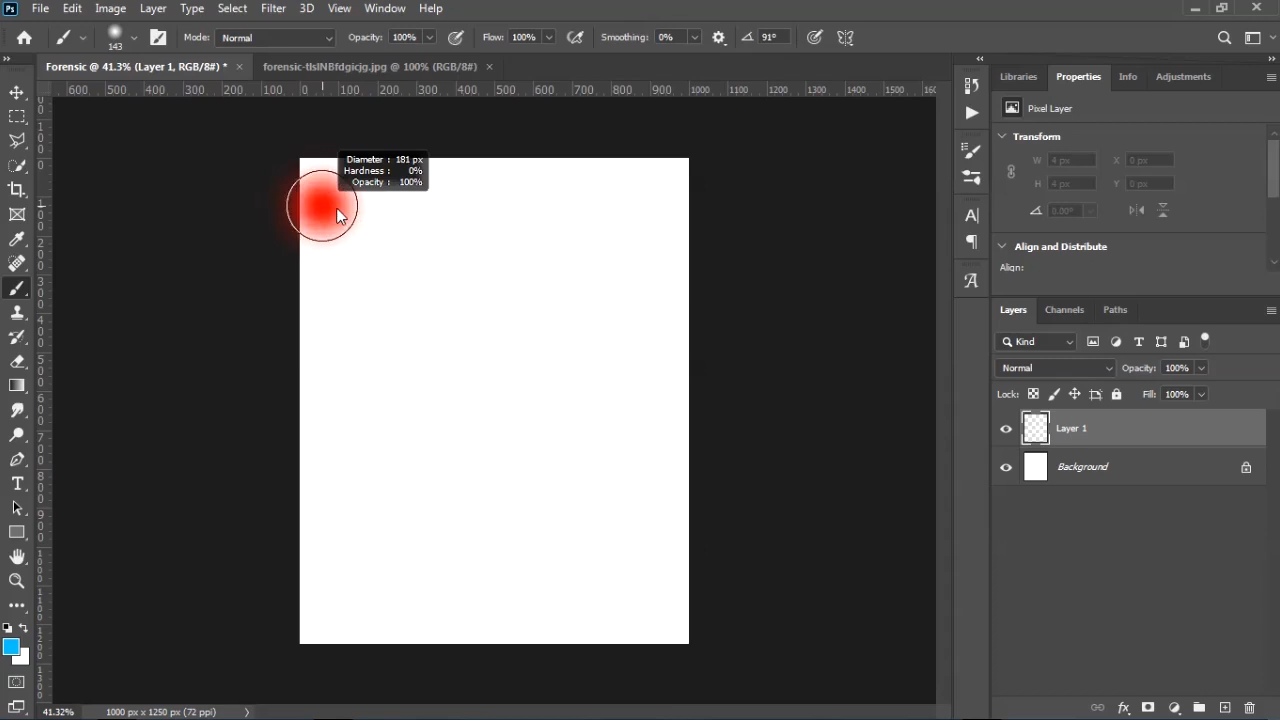 Ps File Edit Image Layer Type Select Filter 3D View Window Help
143 Mode: Normal Opacity: 100% Flow: 100% Smoothing: 0% 91°
Forensic @ 41.3% (Layer 1, RGB/8#) * × forensic-tlslNBfdgicjg.jpg @ 100% (RGB/8#) ×
600 500 400 300 200 100 0 100 200 300 400 500 600 700 800 900 1000 1100 1200 1300 1400 1500
Diameter : 181 px
Hardness : 0%
Opacity : 100%
Libraries Properties Info Adjustments
Pixel Layer
Transform
W 4 px X 0 px
H 4 px Y 0 px
0.00°
Align and Distribute
Align:
Layers Channels Paths
Kind
Normal Opacity: 100%
Lock: Fill: 100%
Layer 1
Background
41.32% 1000 px x 1250 px (72 ppi)